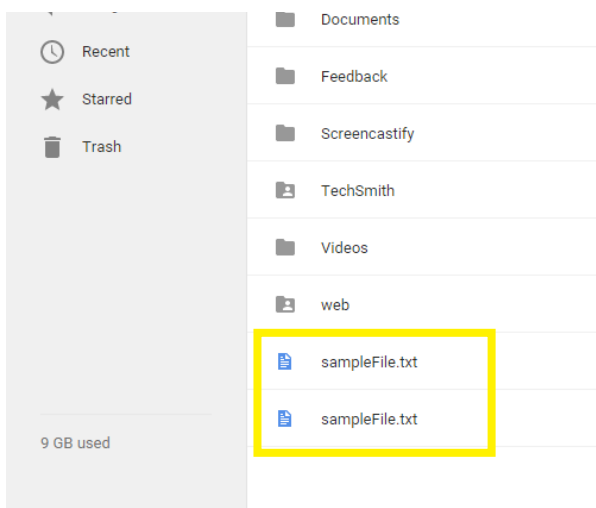 Recent
Starred
Trash
9 GB used
Documents
Feedback
Screencastify
TechSmith
Videos
web
sampleFile.txt
sampleFile.txt